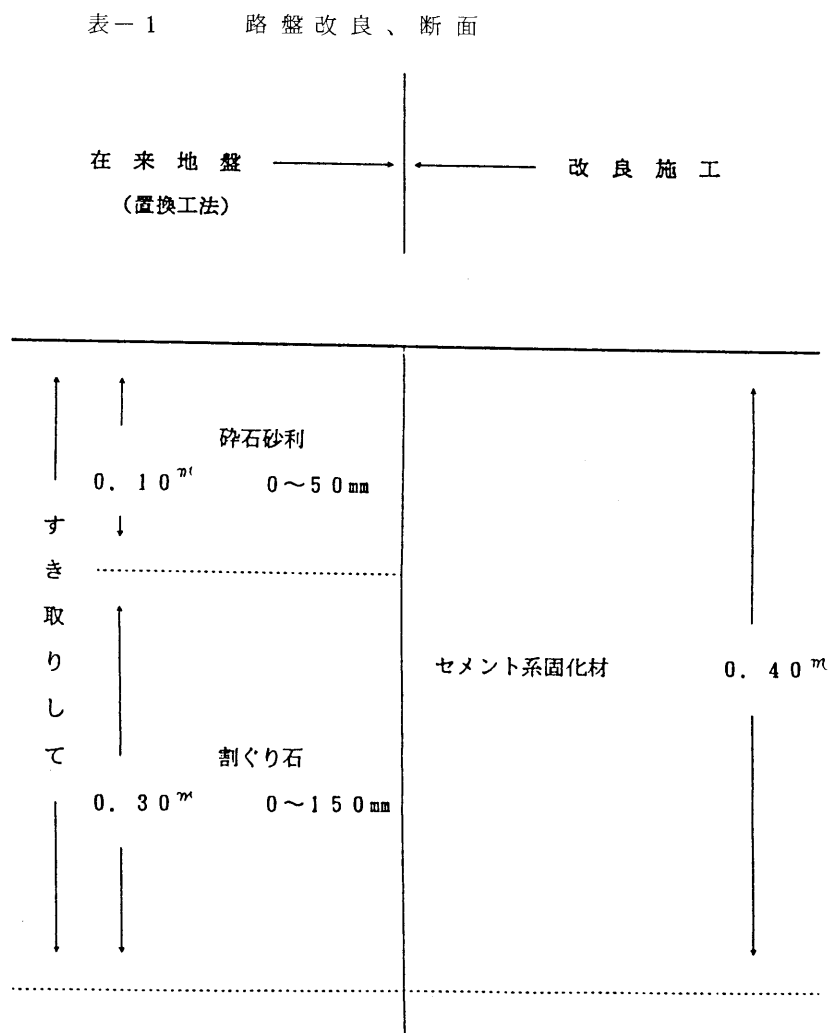 表－1 路盤改良、断面
在来地盤
(置換工法)
改良施工
砕石砂利
0.10m 0～50mm
すき取りして
割ぐり石
0.30m 0～150mm
セメント系固化材 0.40m